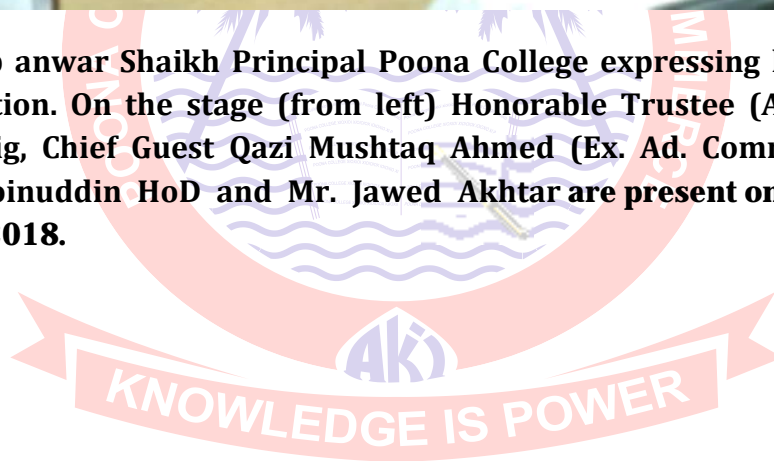 anwar Shaikh Principal Poona College expressing
tion. On the stage (from left) Honorable Trustee (A
ig, Chief Guest Qazi Mushtaq Ahmed (Ex. Ad. Comm
oinuddin HoD and Mr. Jawed Akhtar are present on
018.
AKI
KNOWLEDGE IS POWER